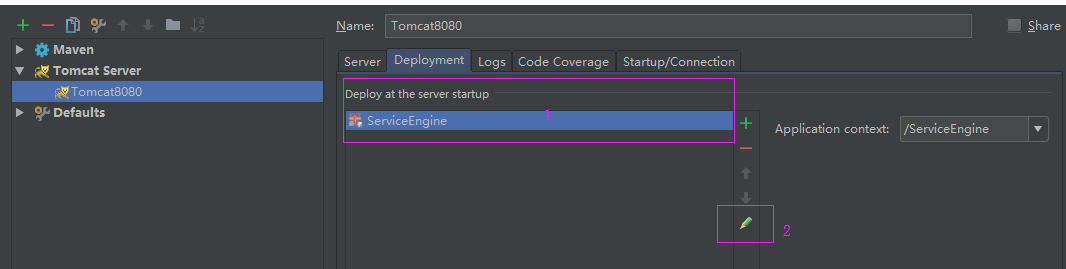 Name: Tomcat8080 Share
Maven
Tomcat Server
Tomcat8080
Defaults
Server Deployment Logs Code Coverage Startup/Connection
Deploy at the server startup
ServiceEngine 1
Application context: /ServiceEngine
2